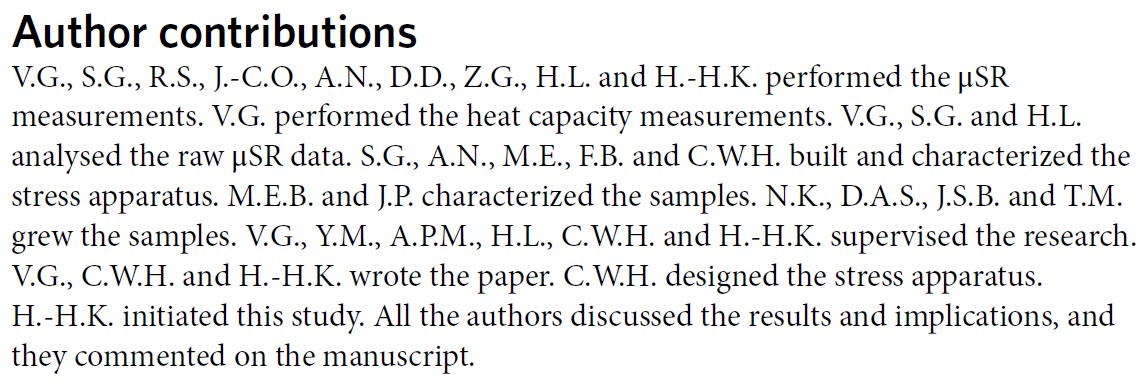 Author contributions
V.G., S.G., R.S., J.-C.O., A.N., D.D., Z.G., H.L. and H.-H.K. performed the μSR
measurements. V.G. performed the heat capacity measurements. V.G., S.G. and H.L.
analysed the raw μSR data. S.G., A.N., M.E., F.B. and C.W.H. built and characterized the
stress apparatus. M.E.B. and J.P. characterized the samples. N.K., D.A.S., J.S.B. and T.M.
grew the samples. V.G., Y.M., A.P.M., H.L., C.W.H. and H.-H.K. supervised the research.
V.G., C.W.H. and H.-H.K. wrote the paper. C.W.H. designed the stress apparatus.
H.-H.K. initiated this study. All the authors discussed the results and implications, and
they commented on the manuscript.